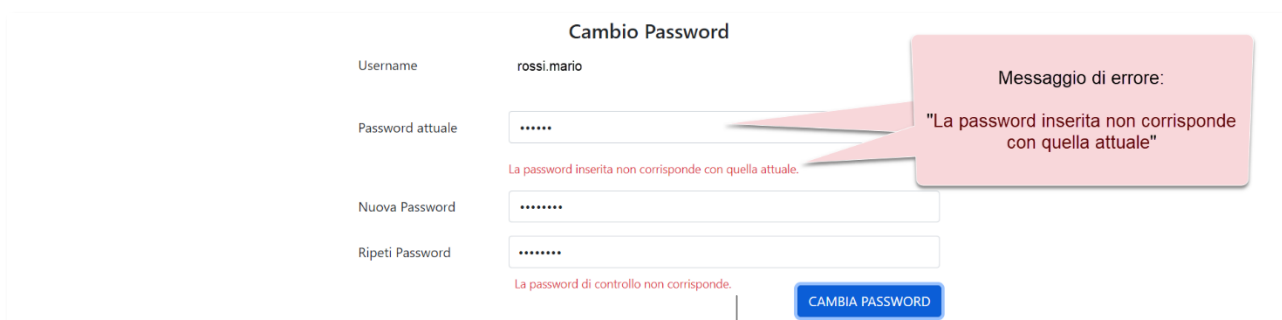 Cambio Password
Username
rossi.mario
Messaggio di errore:
"La password inserita non corrisponde
con quella attuale"
Password attuale
••••••
La password inserita non corrisponde con quella attuale.
Nuova Password
••••••••
Ripeti Password
••••••••
La password di controllo non corrisponde.
CAMBIA PASSWORD